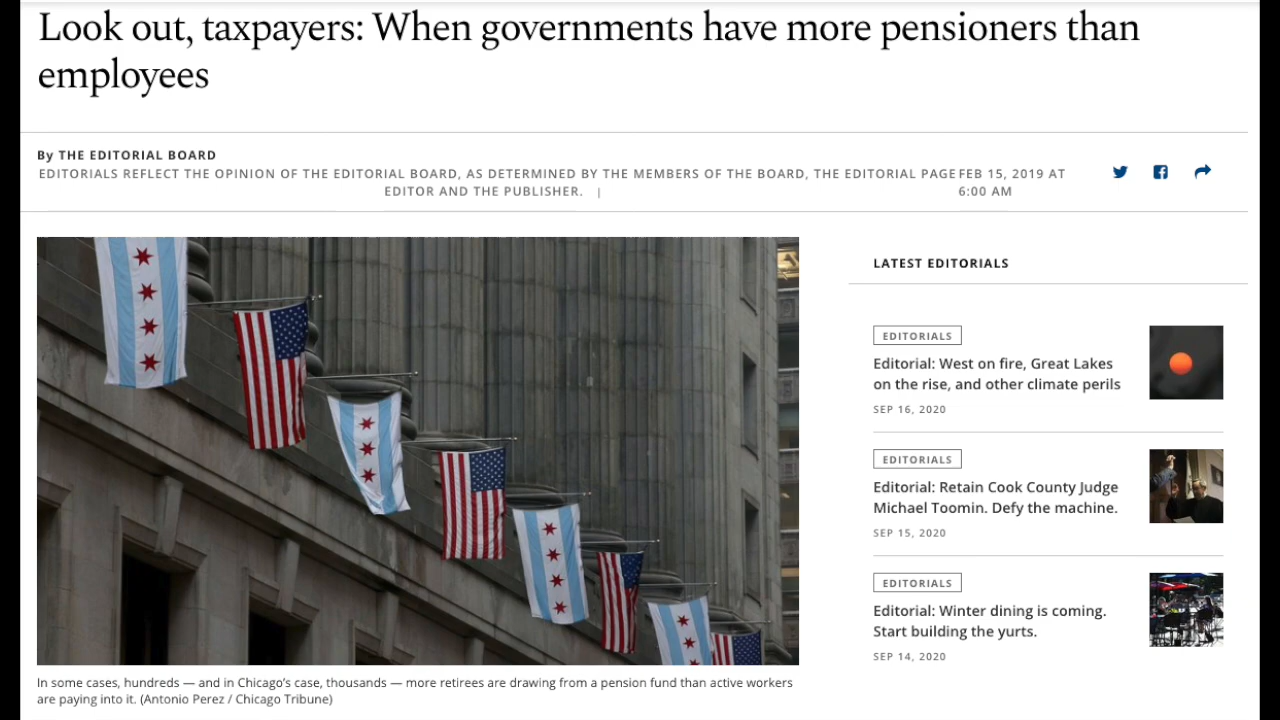 Look out, taxpayers: When governments have more pensioners than
employees
By THE EDITORIAL BOARD
EDITORIALS REFLECT THE OPINION OF THE EDITORIAL BOARD, AS DETERMINED BY THE MEMBERS OF THE BOARD, THE EDITORIAL PAGE
EDITOR AND THE PUBLISHER. |
FEB 15, 2019 AT
6:00 AM
In some cases, hundreds — and in Chicago's case, thousands — more retirees are drawing from a pension fund than active workers
are paying into it. (Antonio Perez / Chicago Tribune)
LATEST EDITORIALS
EDITORIALS
Editorial: West on fire, Great Lakes
on the rise, and other climate perils
SEP 16, 2020
EDITORIALS
Editorial: Retain Cook County Judge
Michael Toomin. Defy the machine.
SEP 15, 2020
EDITORIALS
Editorial: Winter dining is coming.
Start building the yurts.
SEP 14, 2020